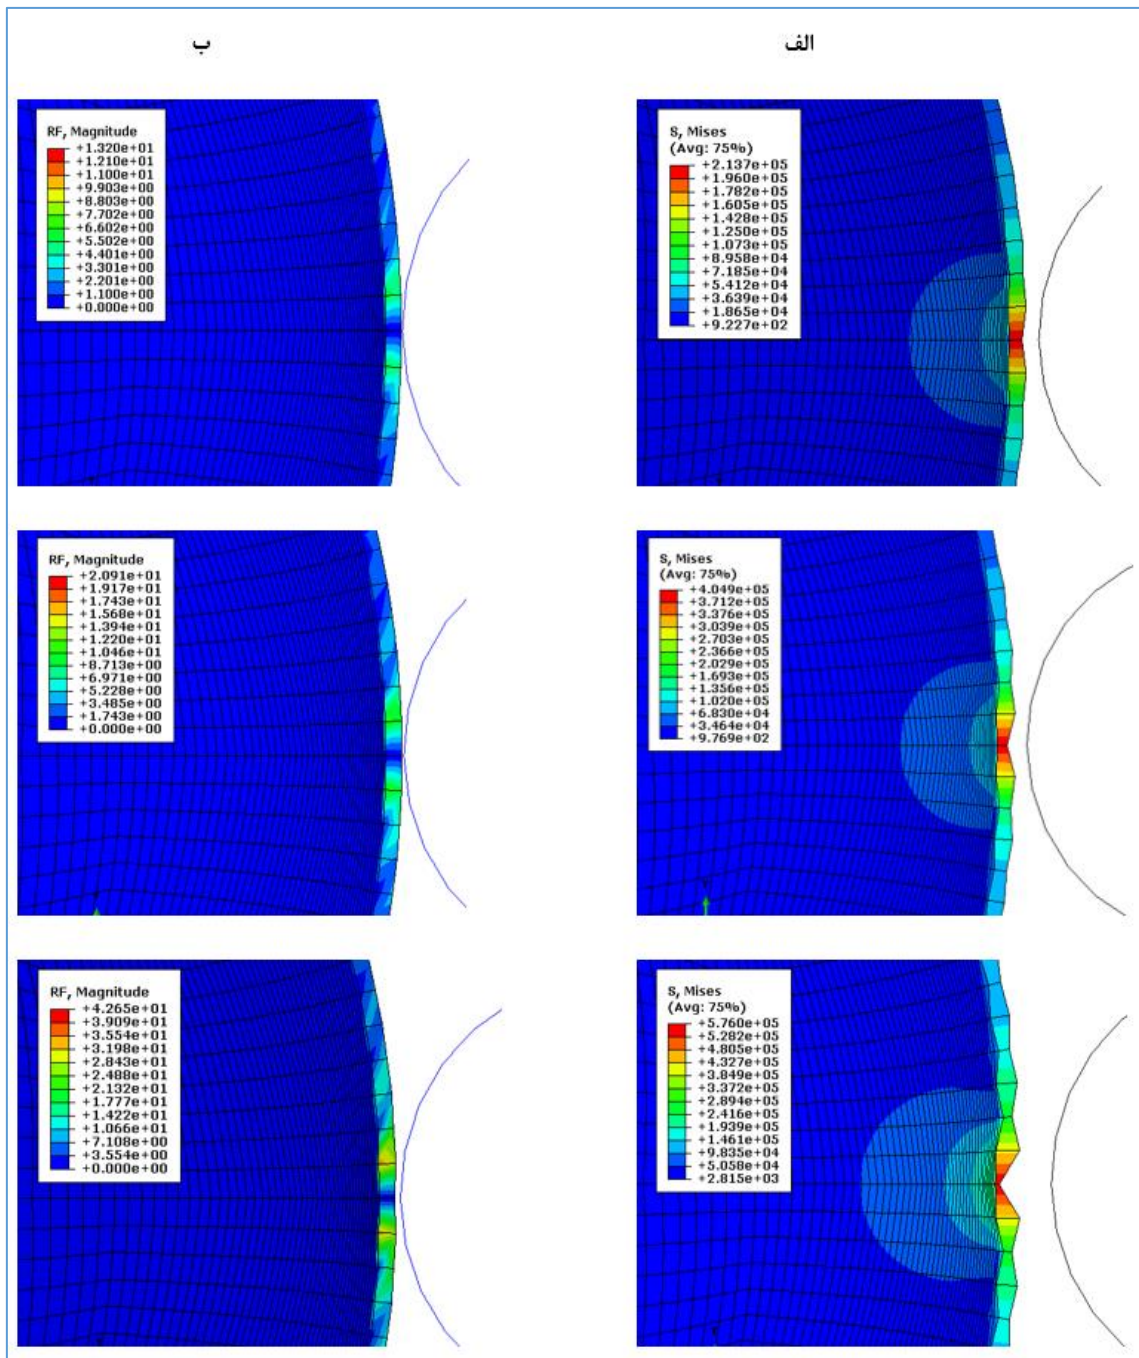 الف
ب
S, Mises
(Avg: 75%)
+2.137e+05
+1.960e+05
+1.782e+05
+1.605e+05
+1.428e+05
+1.250e+05
+1.073e+05
+8.958e+04
+7.185e+04
+5.412e+04
+3.639e+04
+1.865e+04
+9.227e+02
RF, Magnitude
+1.320e+01
+1.210e+01
+1.100e+01
+9.903e+00
+8.803e+00
+7.702e+00
+6.602e+00
+5.502e+00
+4.401e+00
+3.301e+00
+2.201e+00
+1.100e+00
+0.000e+00
S, Mises
(Avg: 75%)
+4.049e+05
+3.712e+05
+3.376e+05
+3.039e+05
+2.703e+05
+2.366e+05
+2.029e+05
+1.693e+05
+1.356e+05
+1.020e+05
+6.830e+04
+3.464e+04
+9.769e+02
RF, Magnitude
+2.091e+01
+1.917e+01
+1.743e+01
+1.568e+01
+1.394e+01
+1.220e+01
+1.046e+01
+8.713e+00
+6.971e+00
+5.228e+00
+3.485e+00
+1.743e+00
+0.000e+00
S, Mises
(Avg: 75%)
+5.760e+05
+5.282e+05
+4.805e+05
+4.327e+05
+3.849e+05
+3.372e+05
+2.894e+05
+2.416e+05
+1.939e+05
+1.461e+05
+9.835e+04
+5.058e+04
+2.815e+03
RF, Magnitude
+4.265e+01
+3.909e+01
+3.554e+01
+3.198e+01
+2.843e+01
+2.488e+01
+2.132e+01
+1.777e+01
+1.422e+01
+1.066e+01
+7.108e+00
+3.554e+00
+0.000e+00